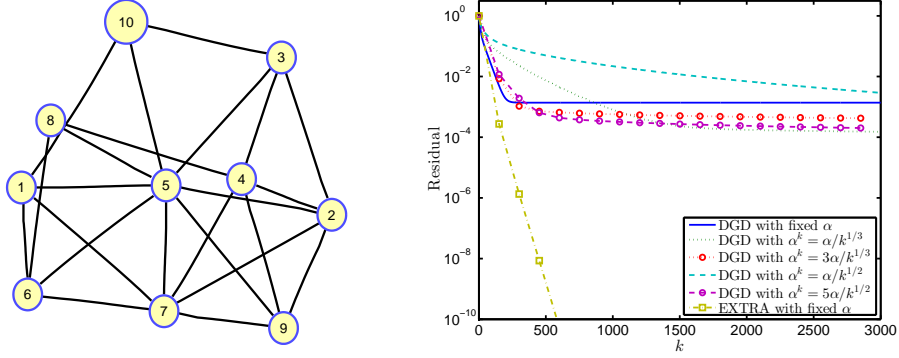 10
3
8
4
5
1
2
6
7
9
Residual
10^0
10^{-2}
10^{-4}
10^{-6}
10^{-8}
10^{-10}
DGD with fixed α
DGD with α^k = α/k^{1/3}
DGD with α^k = 3α/k^{1/3}
DGD with α^k = α/k^{1/2}
DGD with α^k = 5α/k^{1/2}
EXTRA with fixed α
0 500 1000 1500 2000 2500 3000
k